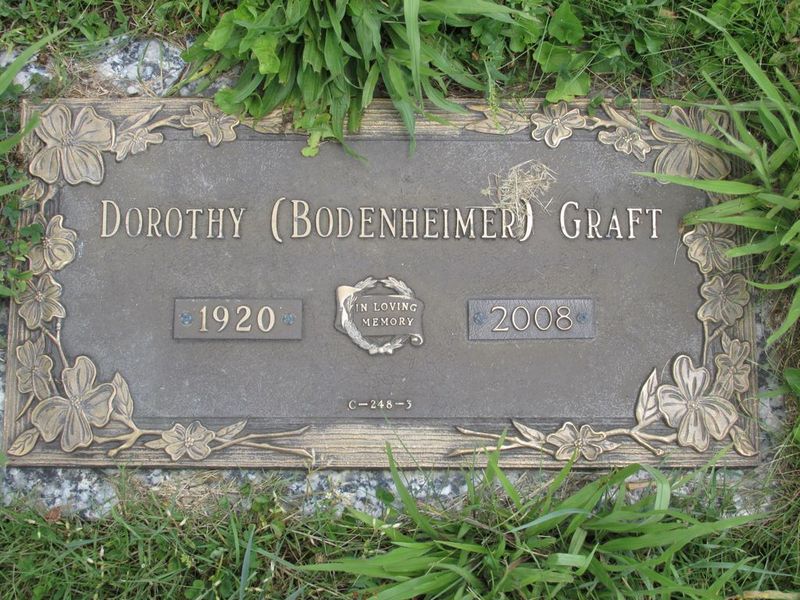 DOROTHY (BODENHEIMER) GRAFT
1920
IN LOVING
MEMORY
2008
C-248-3